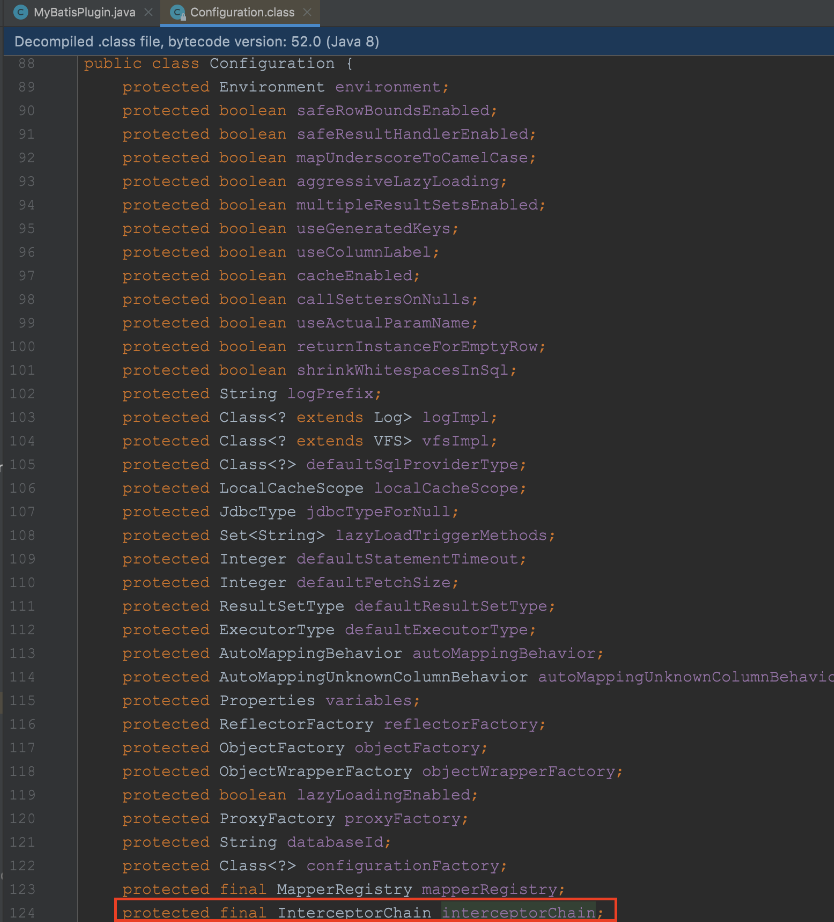 MyBatisPlugin.java Configuration.class
Decompiled .class file, bytecode version: 52.0 (Java 8)
88 public class Configuration {
89 protected Environment environment;
90 protected boolean safeRowBoundsEnabled;
91 protected boolean safeResultHandlerEnabled;
92 protected boolean mapUnderscoreToCamelCase;
93 protected boolean aggressiveLazyLoading;
94 protected boolean multipleResultSetsEnabled;
95 protected boolean useGeneratedKeys;
96 protected boolean useColumnLabel;
97 protected boolean cacheEnabled;
98 protected boolean callSettersOnNulls;
99 protected boolean useActualParamName;
100 protected boolean returnInstanceForEmptyRow;
101 protected boolean shrinkWhitespacesInSql;
102 protected String logPrefix;
103 protected Class<? extends Log> logImpl;
104 protected Class<? extends VFS> vfsImpl;
105 protected Class<?> defaultSqlProviderType;
106 protected LocalCacheScope localCacheScope;
107 protected JdbcType jdbcTypeForNull;
108 protected Set<String> lazyLoadTriggerMethods;
109 protected Integer defaultStatementTimeout;
110 protected Integer defaultFetchSize;
111 protected ResultSetType defaultResultSetType;
112 protected ExecutorType defaultExecutorType;
113 protected AutoMappingBehavior autoMappingBehavior;
114 protected AutoMappingUnknownColumnBehavior autoMappingUnknownColumnBehavio
115 protected Properties variables;
116 protected ReflectorFactory reflectorFactory;
117 protected ObjectFactory objectFactory;
118 protected ObjectWrapperFactory objectWrapperFactory;
119 protected boolean lazyLoadingEnabled;
120 protected ProxyFactory proxyFactory;
121 protected String databaseId;
122 protected Class<?> configurationFactory;
123 protected final MapperRegistry mapperRegistry;
124 protected final InterceptorChain interceptorChain;